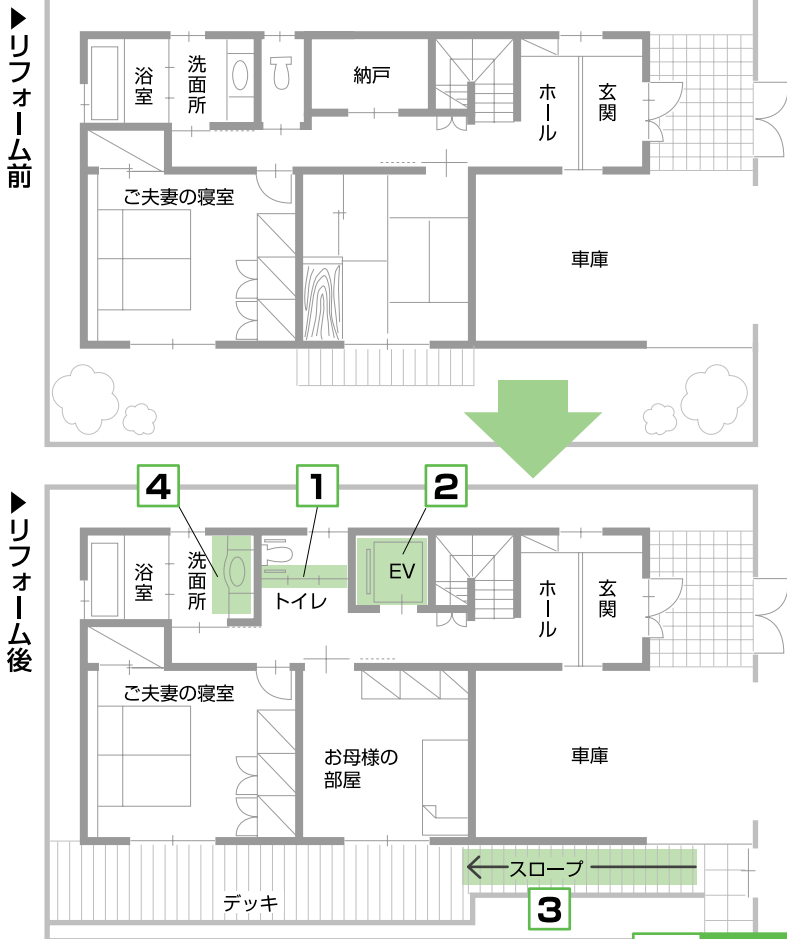 ▶リフォーム前
浴室
洗面所
納戸
ホール
玄関
ご夫妻の寝室
車庫
▶リフォーム後
4
1
2
浴室
洗面所
トイレ
EV
ホール
玄関
ご夫妻の寝室
お母様の
部屋
車庫
スロープ
デッキ
3